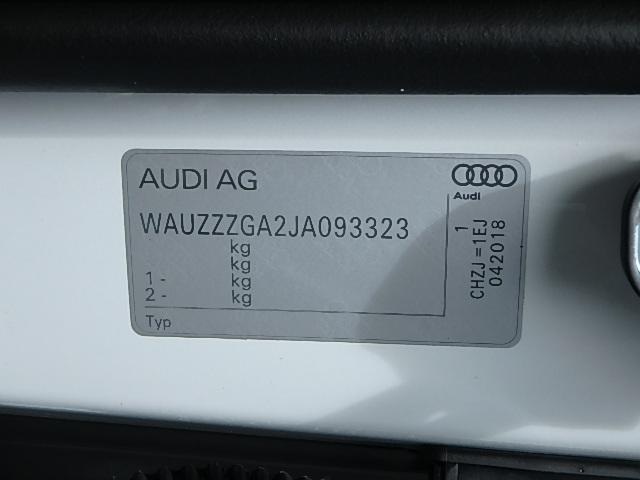 AUDI AG
Audi
WAUZZZGA2JA093323
kg
kg
1 - kg
2 - kg
Typ
1
CHZJ =1EJ
042018